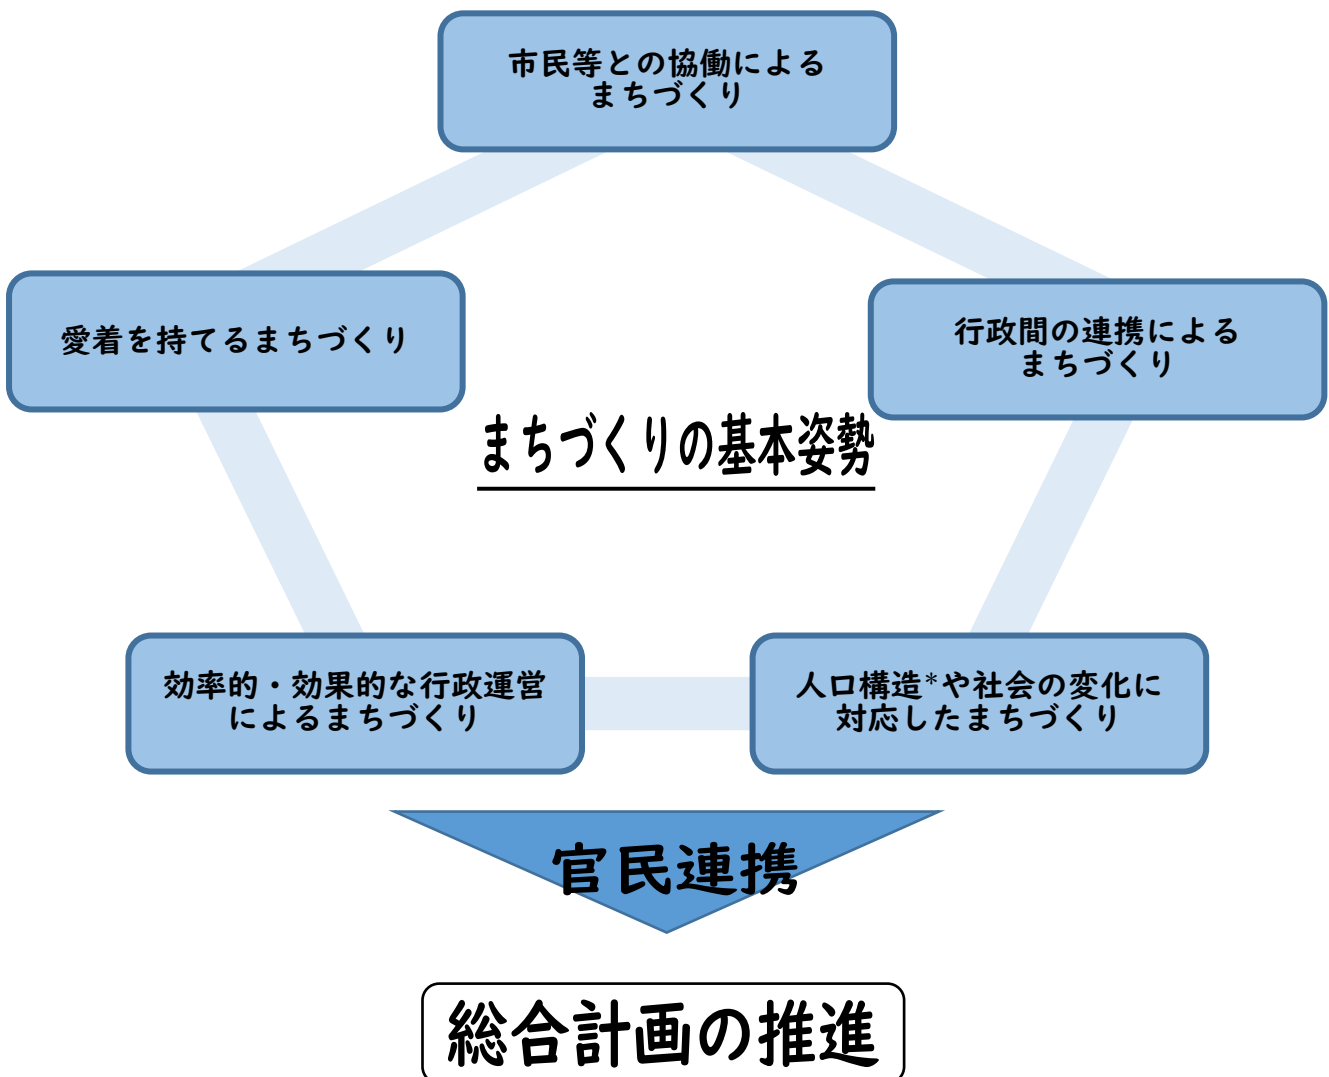 市民等との協働による
まちづくり
愛着を持てるまちづくり
行政間の連携による
まちづくり
まちづくりの基本姿勢
効率的・効果的な行政運営
によるまちづくり
人口構造*や社会の変化に
対応したまちづくり
官民連携
総合計画の推進